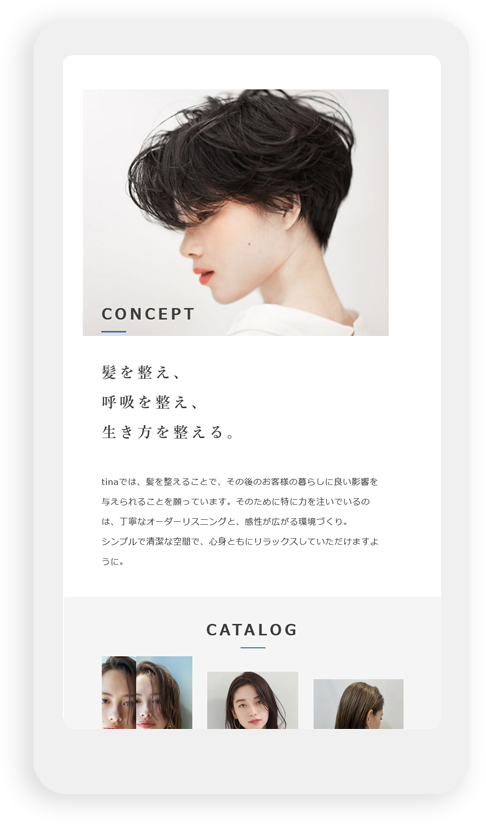 CONCEPT
髪を整え、
呼吸を整え、
生き方を整える。
tinaでは、髪を整えることで、その後のお客様の暮らしに良い影響を
与えられることを願っています。そのために特に力を注いでいるの
は、丁寧なオーダーリスニングと、感性が広がる環境づくり。
シンプルで清潔な空間で、心身ともにリラックスしていただけますよ
うに。
CATALOG